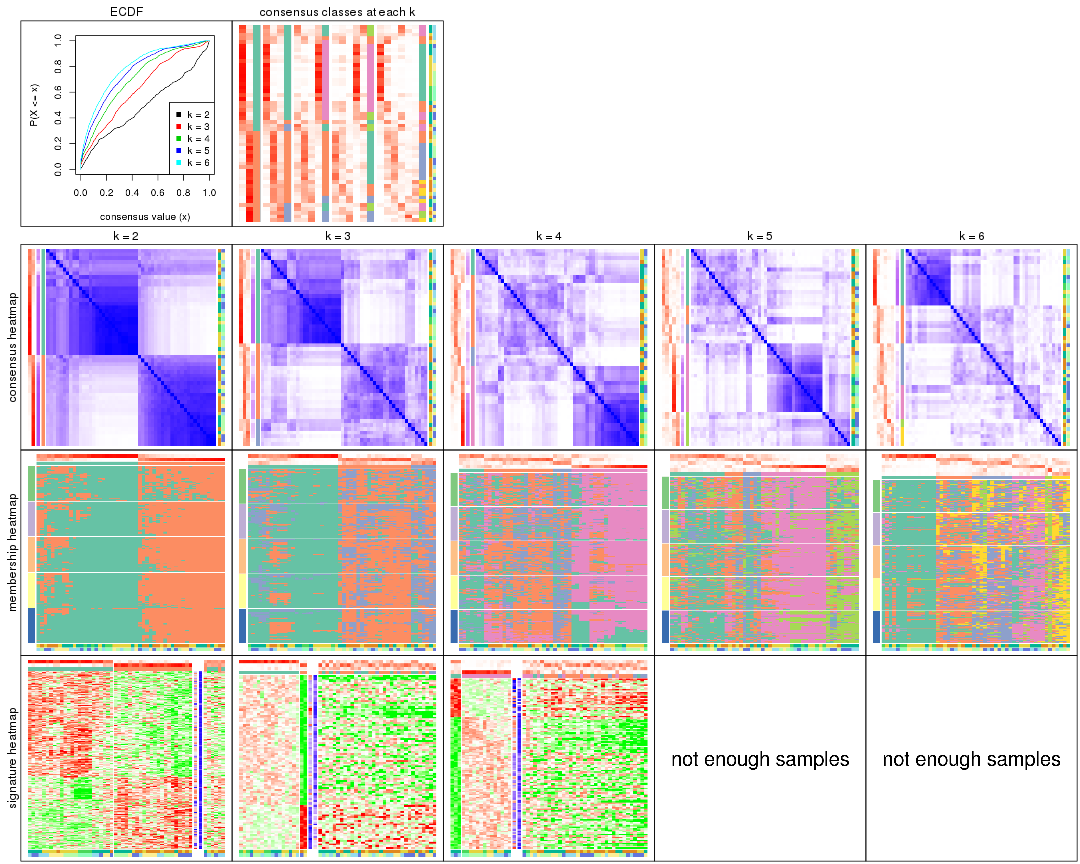 ECDF
consensus classes at each k
P(X <= x)
0.0 0.2 0.4 0.6 0.8 1.0
k = 2
k = 3
k = 4
k = 5
k = 6
0.0 0.2 0.4 0.6 0.8 1.0
consensus value (x)
k = 2
k = 3
k = 4
k = 5
k = 6
consensus heatmap
membership heatmap
signature heatmap
not enough samples
not enough samples